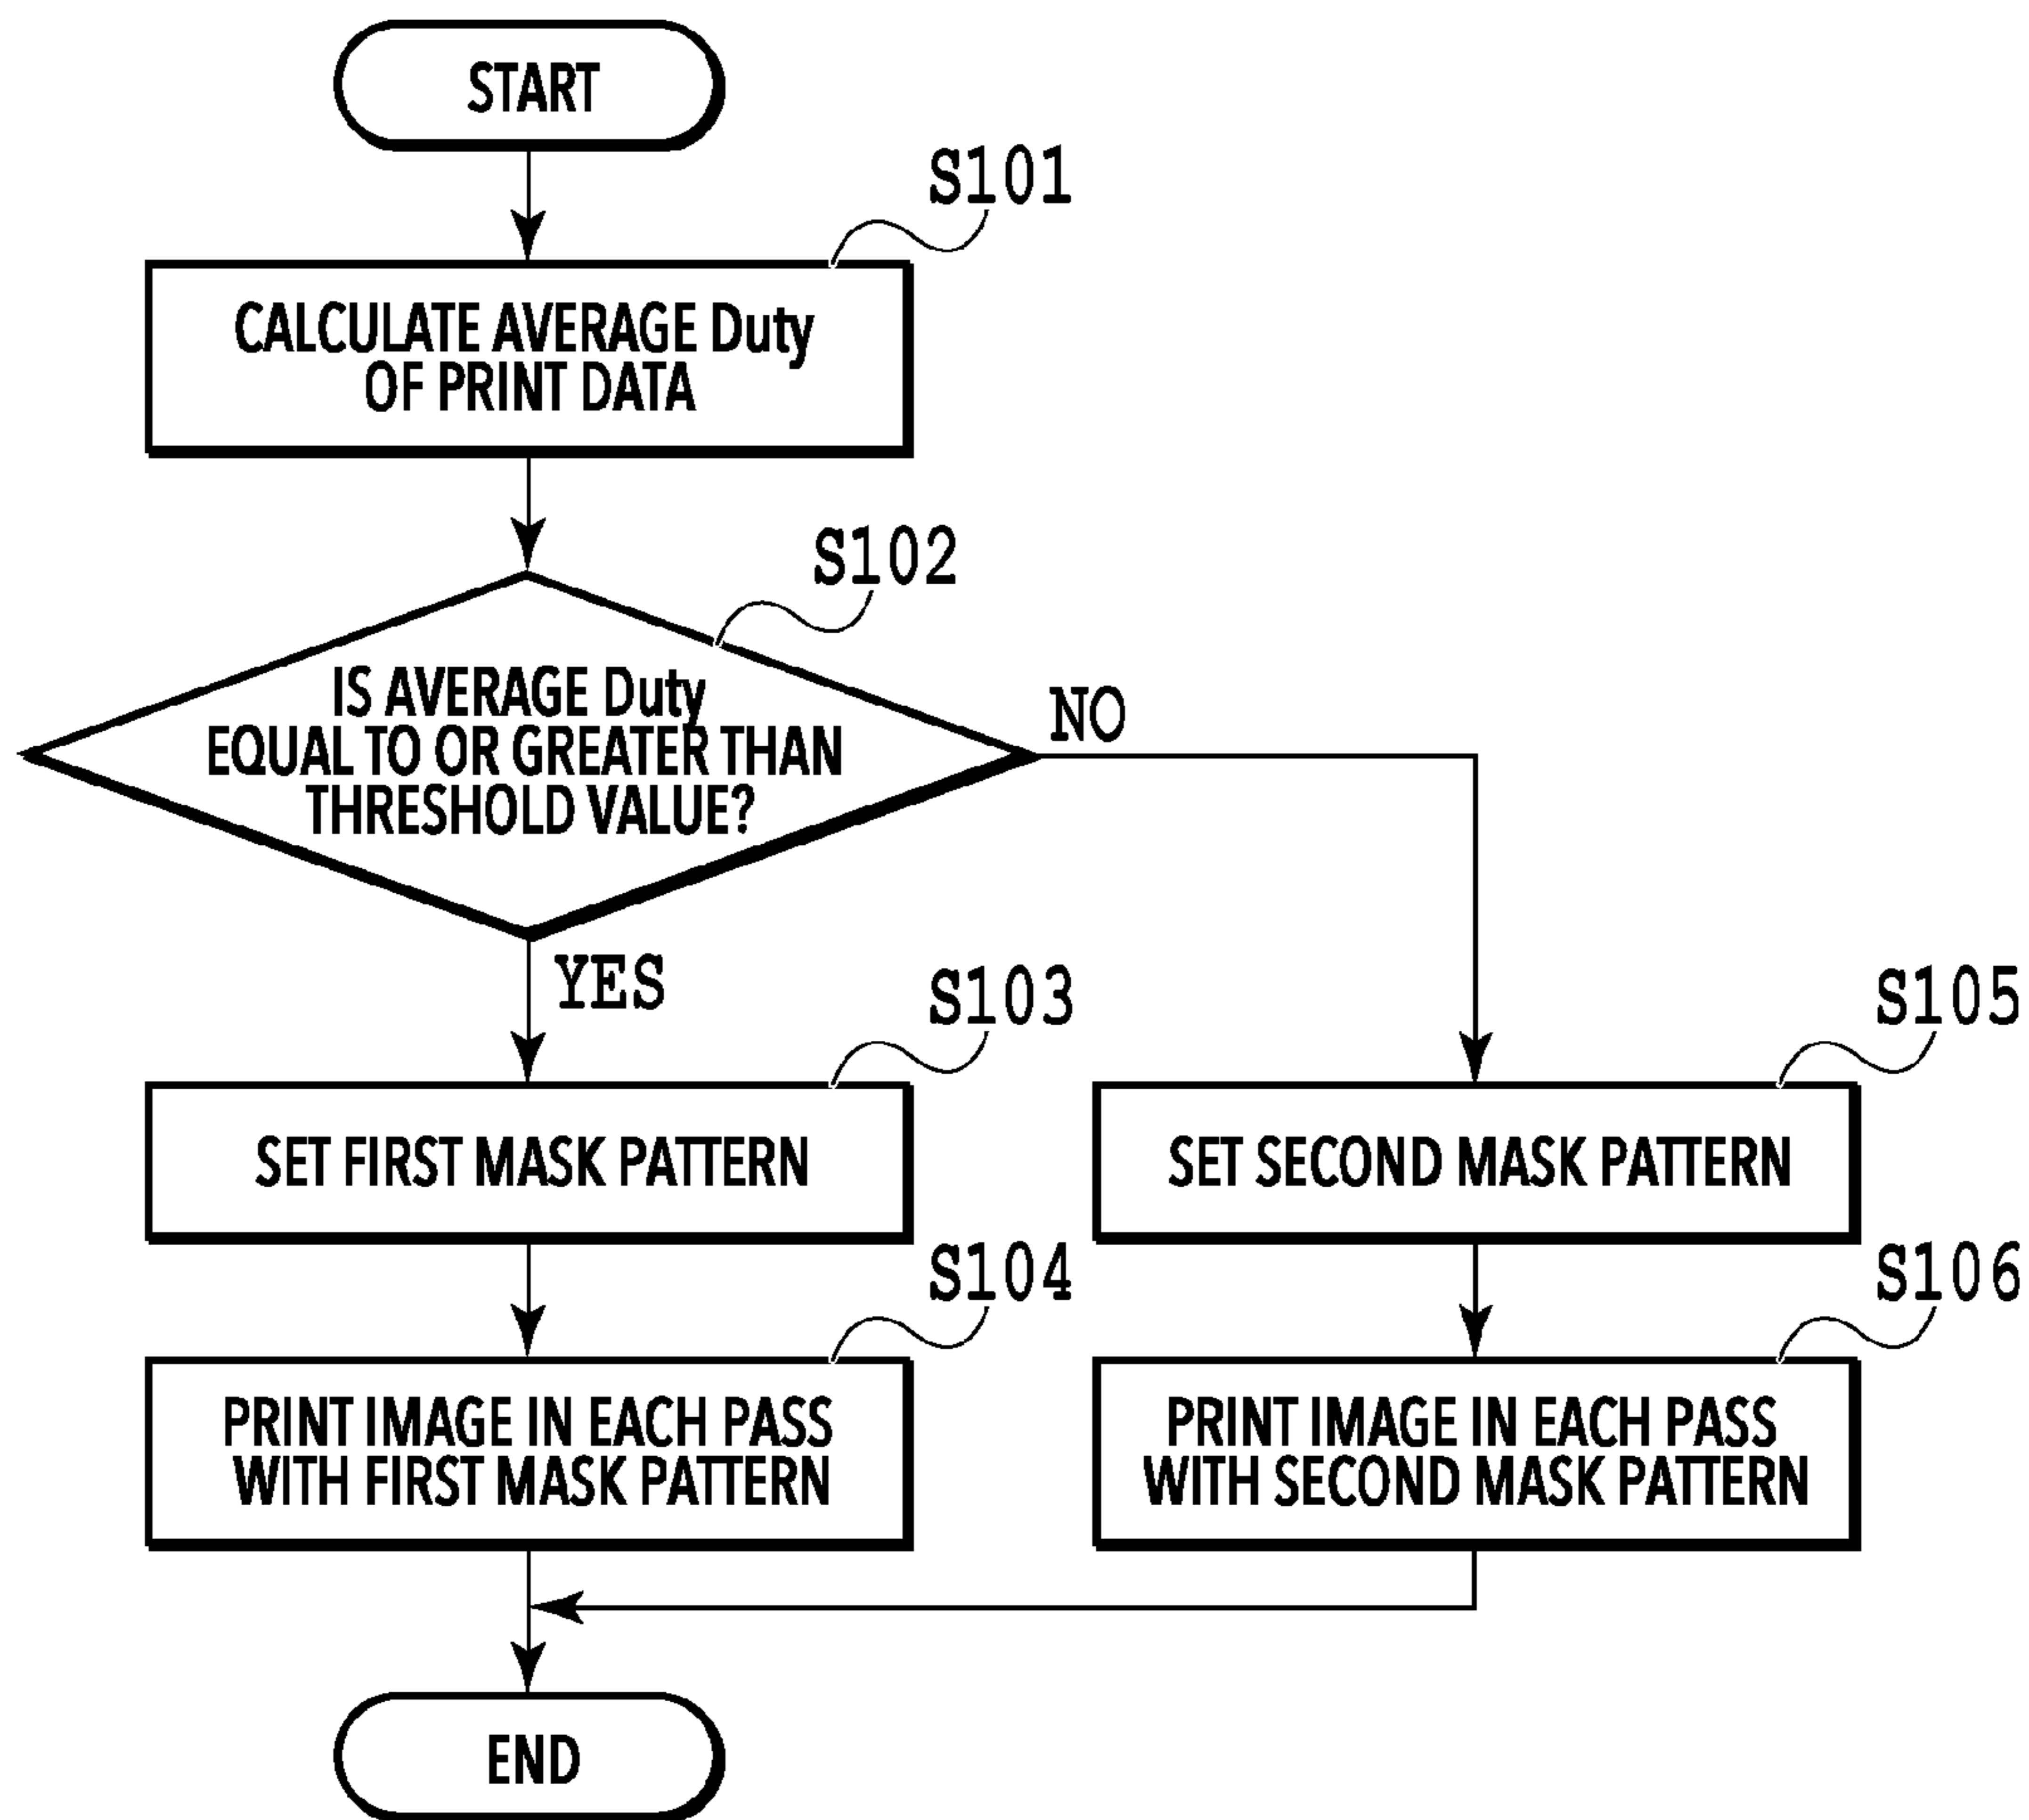 START
S101
CALCULATE AVERAGE Duty
OF PRINT DATA
S102
IS AVERAGE Duty
EQUAL TO OR GREATER THAN
THRESHOLD VALUE?
NO
YES
S103
SET FIRST MASK PATTERN
S105
SET SECOND MASK PATTERN
S104
PRINT IMAGE IN EACH PASS
WITH FIRST MASK PATTERN
S106
PRINT IMAGE IN EACH PASS
WITH SECOND MASK PATTERN
END